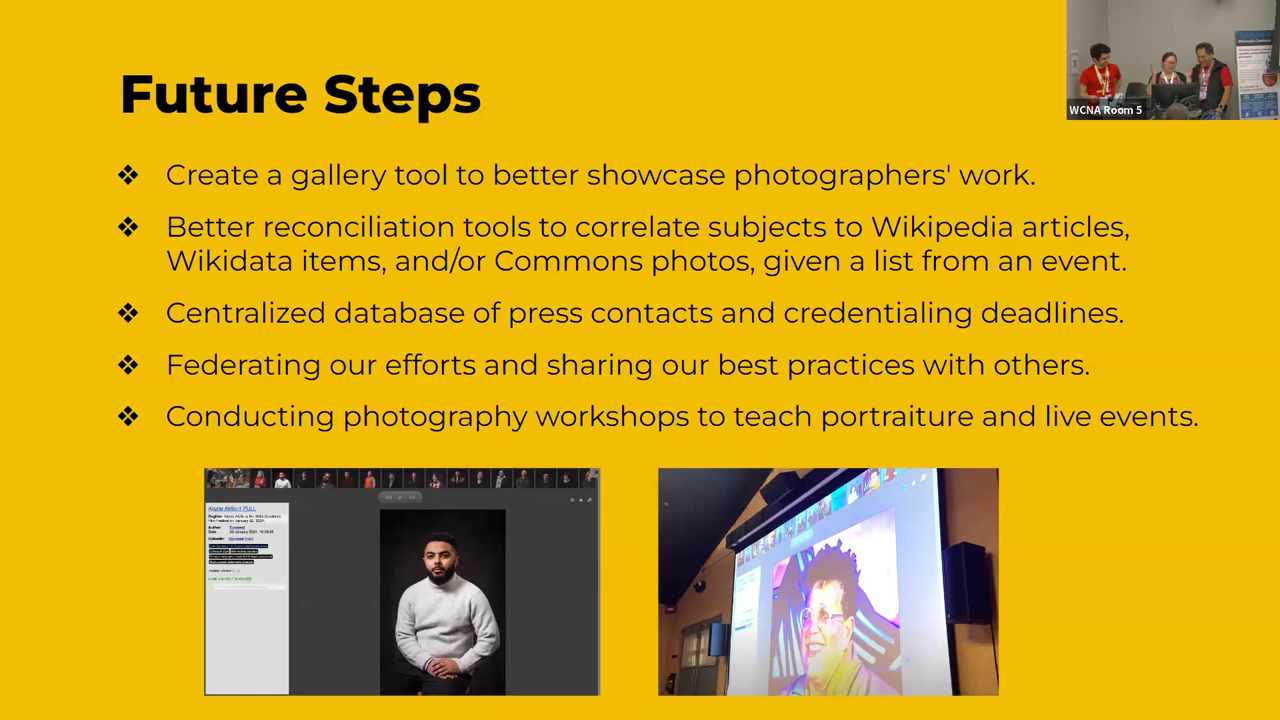 Future Steps
WCNA Room 5
❖ Create a gallery tool to better showcase photographers' work.
❖ Better reconciliation tools to correlate subjects to Wikipedia articles,
Wikidata items, and/or Commons photos, given a list from an event.
❖ Centralized database of press contacts and credentialing deadlines.
❖ Federating our efforts and sharing our best practices with others.
❖ Conducting photography workshops to teach portraiture and live events.